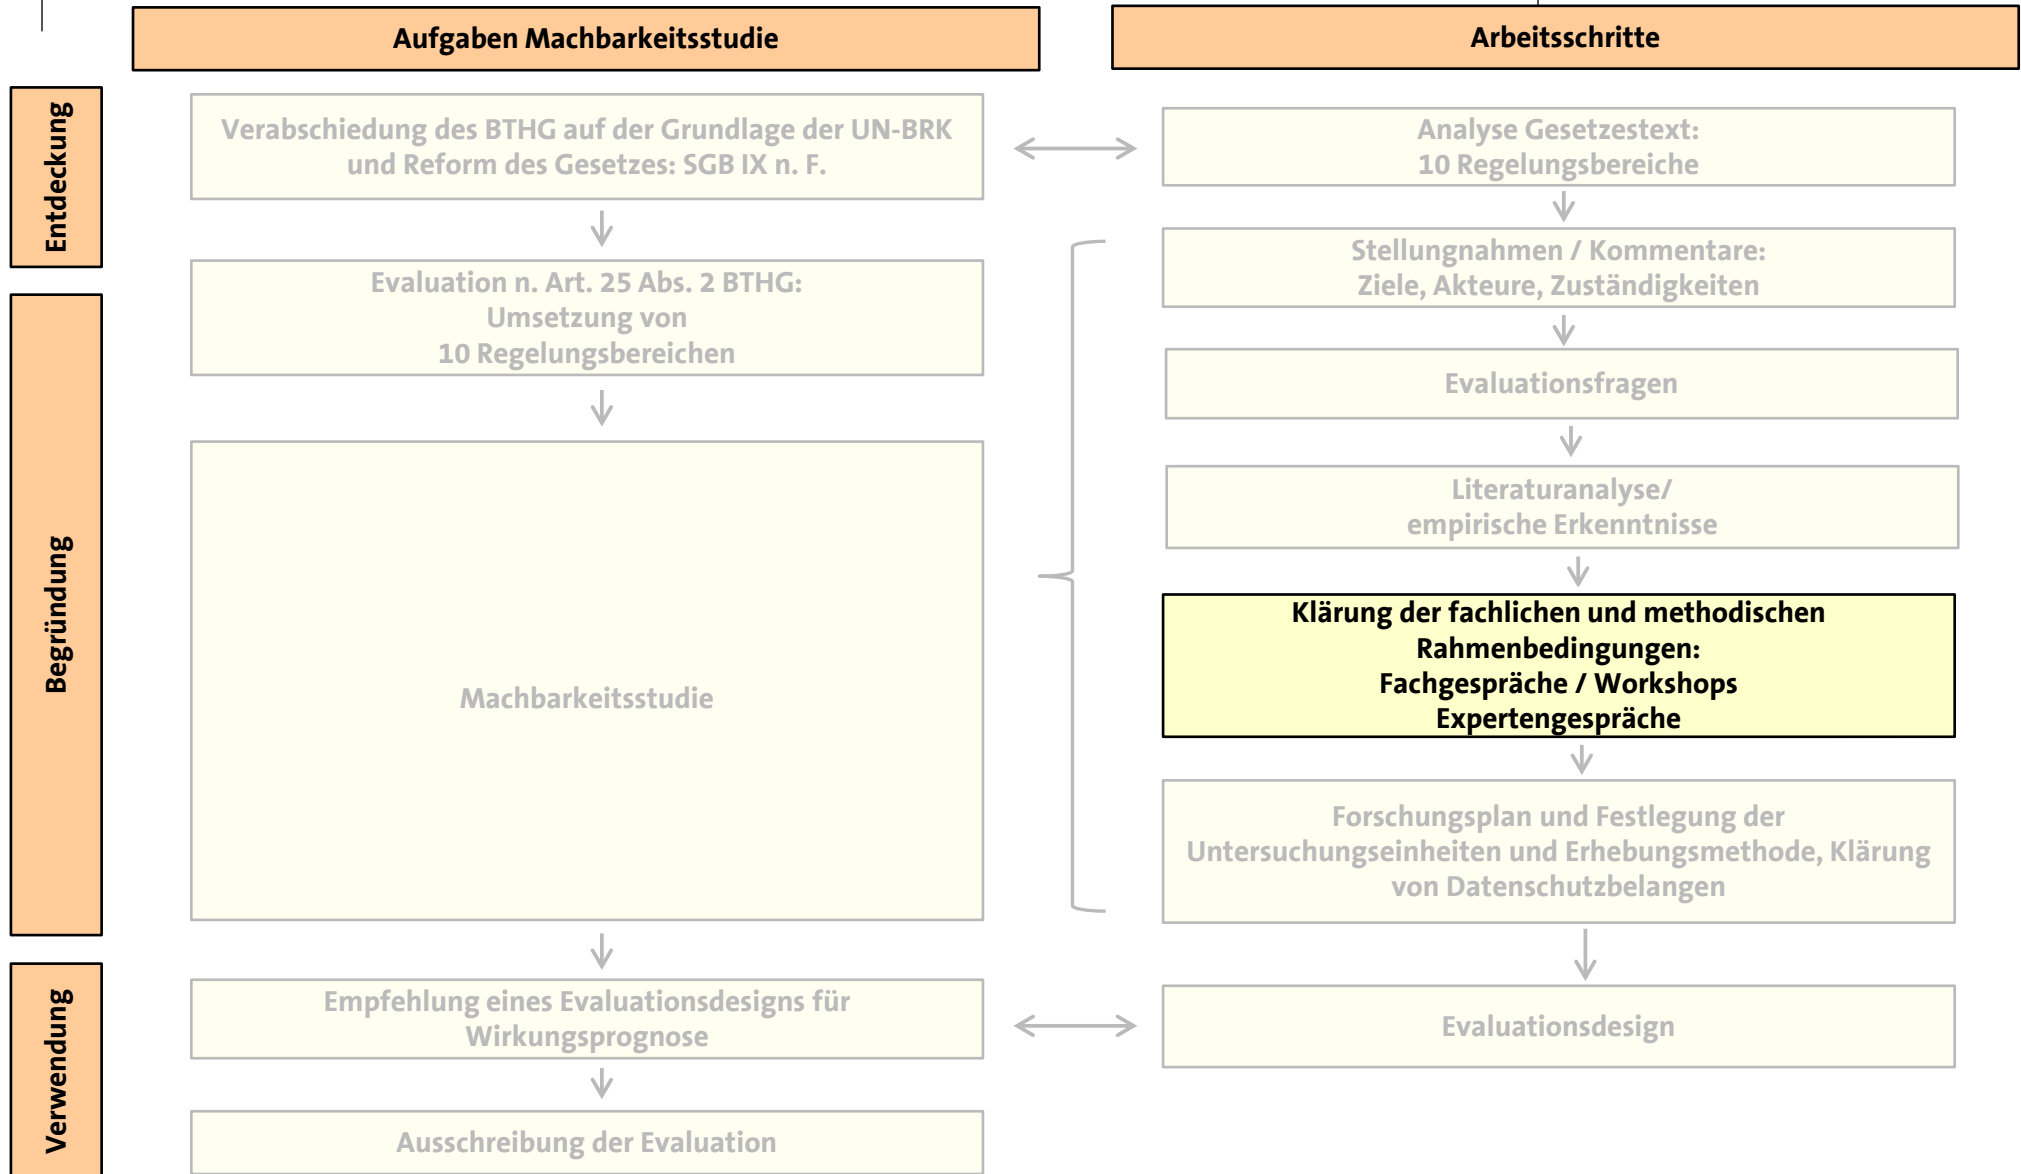 Aufgaben Machbarkeitsstudie
Arbeitsschritte
Entdeckung
Verabschiedung des BTHG auf der Grundlage der UN-BRK
und Reform des Gesetzes: SGB IX n. F.
Analyse Gesetzestext:
10 Regelungsbereiche
Stellungnahmen / Kommentare:
Ziele, Akteure, Zuständigkeiten
Begründung
Evaluation n. Art. 25 Abs. 2 BTHG:
Umsetzung von
10 Regelungsbereichen
Evaluationsfragen
Literaturanalyse/
empirische Erkenntnisse
Machbarkeitsstudie
Klärung der fachlichen und methodischen
Rahmenbedingungen:
Fachgespräche / Workshops
Expertengespräche
Forschungsplan und Festlegung der
Untersuchungseinheiten und Erhebungsmethode, Klärung
von Datenschutzbelangen
Verwendung
Empfehlung eines Evaluationsdesigns für
Wirkungsprognose
Evaluationsdesign
Ausschreibung der Evaluation